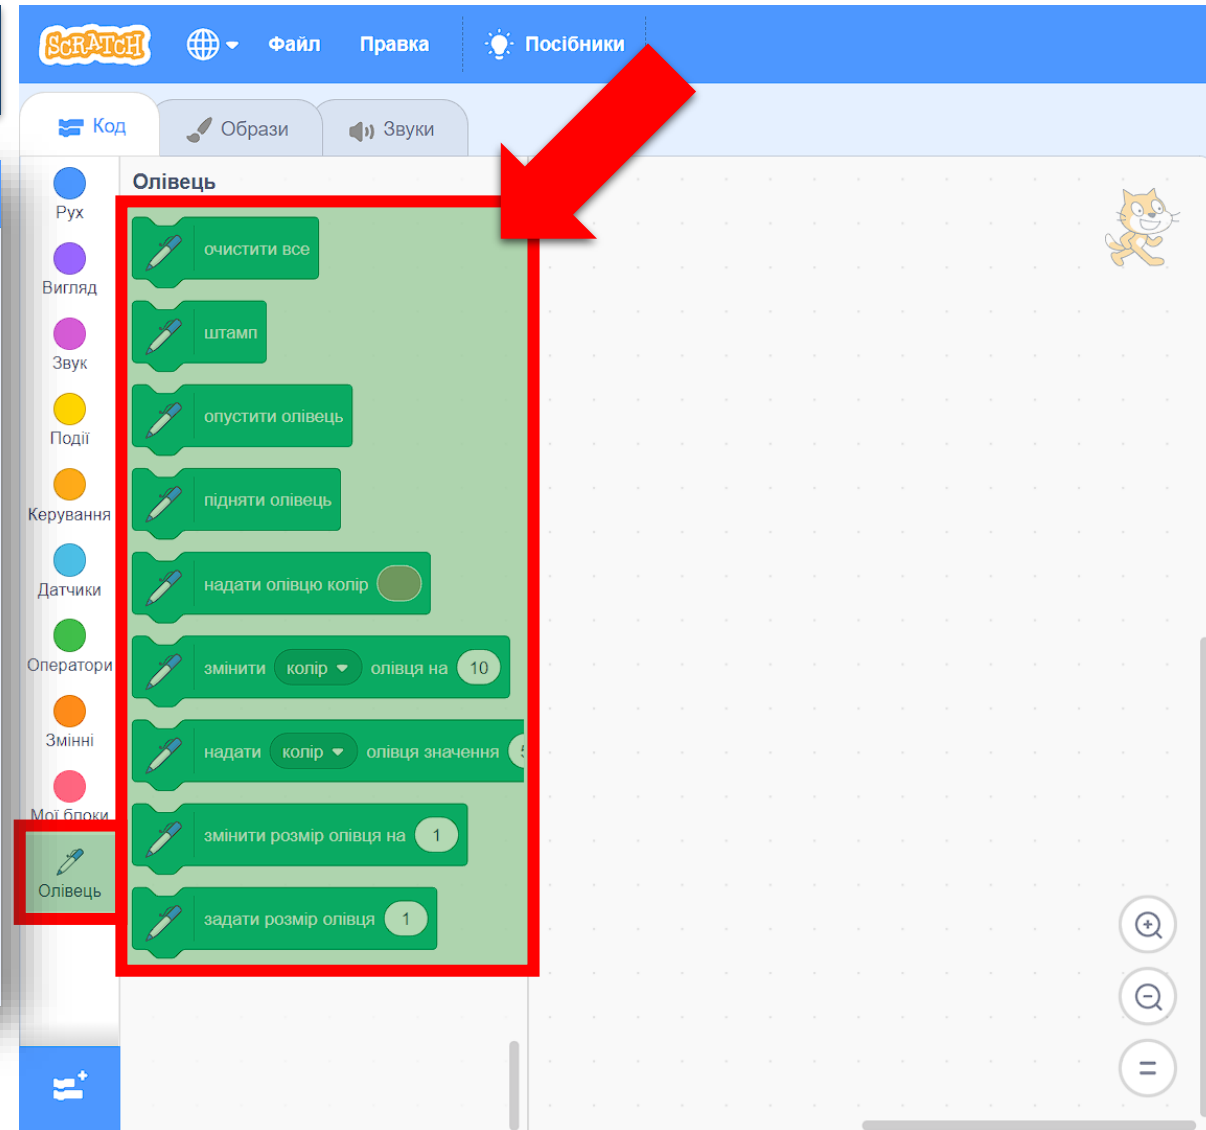 SCRATCH
Файл Правка Посібники
Код Образи Звуки
Рух
Вигляд
Звук
Події
Керування
Датчики
Оператори
Змінні
Мої блоки
Олівець
Олівець
очистити все
штамп
опустити олівець
підняти олівець
надати олівцю колір
змінити колір олівця на 10
надати колір олівця значення
змінити розмір олівця на 1
задати розмір олівця 1